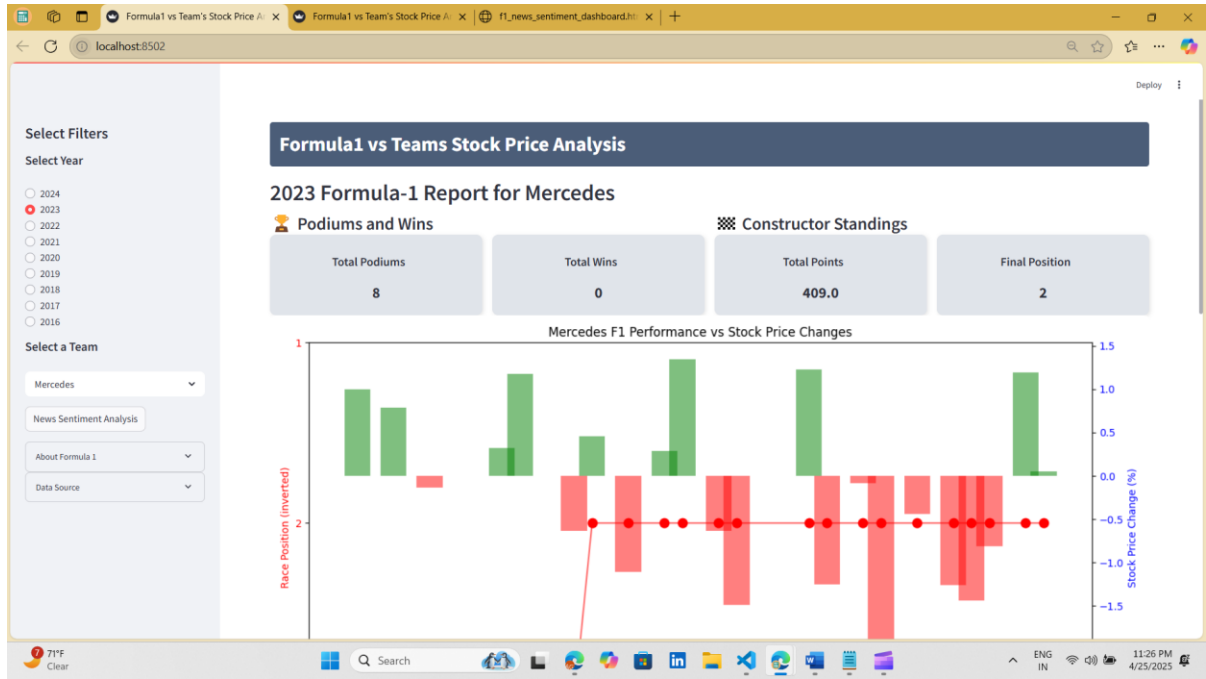 Formula1 vs Team's Stock Price A
Formula1 vs Team's Stock Price A
f1_news_sentiment_dashboard.ht
localhost:8502
Deploy
Select Filters
Select Year
2024
2023
2022
2021
2020
2019
2018
2017
2016
Select a Team
Mercedes
News Sentiment Analysis
About Formula 1
Data Source
Formula1 vs Teams Stock Price Analysis
2023 Formula-1 Report for Mercedes
Podiums and Wins
Constructor Standings
Total Podiums
8
Total Wins
0
Total Points
409.0
Final Position
2
Mercedes F1 Performance vs Stock Price Changes
Race Position (inverted)
1
2
1.5
1.0
0.5
0.0
−0.5
−1.0
−1.5
Stock Price Change (%)
7
71°F
Clear
Search
ENG
IN
11:26 PM
4/25/2025